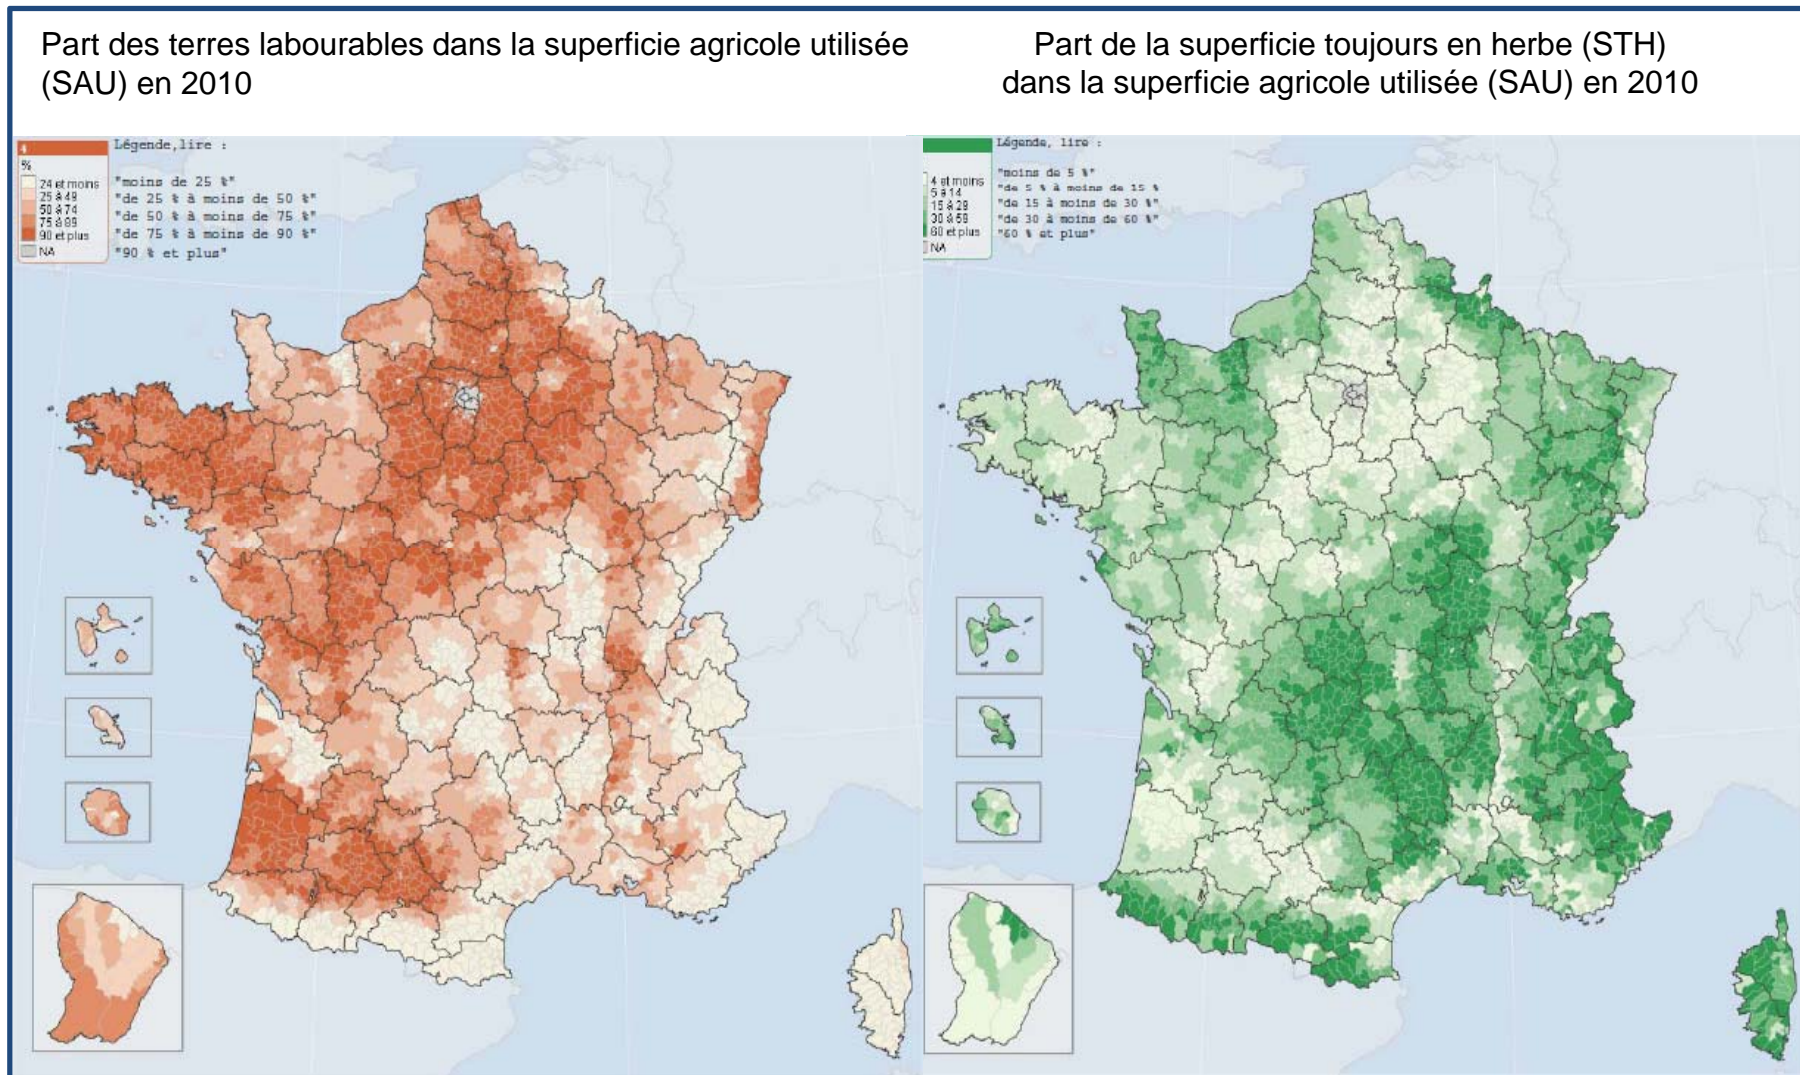 Part des terres labourables dans la superficie agricole utilisée
(SAU) en 2010
Part de la superficie toujours en herbe (STH)
dans la superficie agricole utilisée (SAU) en 2010
4
%
24 et moins
25 à 49
50 à 74
75 à 89
90 et plus
NA
Légende,lire :
"moins de 25 %"
"de 25 % à moins de 50 %"
"de 50 % à moins de 75 %"
"de 75 % à moins de 90 %"
"90 % et plus"
4 et moins
5 à 14
15 à 29
30 à 59
60 et plus
NA
Légende, lire :
"moins de 5 %"
"de 5 % à moins de 15 %
"de 15 à moins de 30 %"
"de 30 à moins de 60 %"
"60 % et plus"